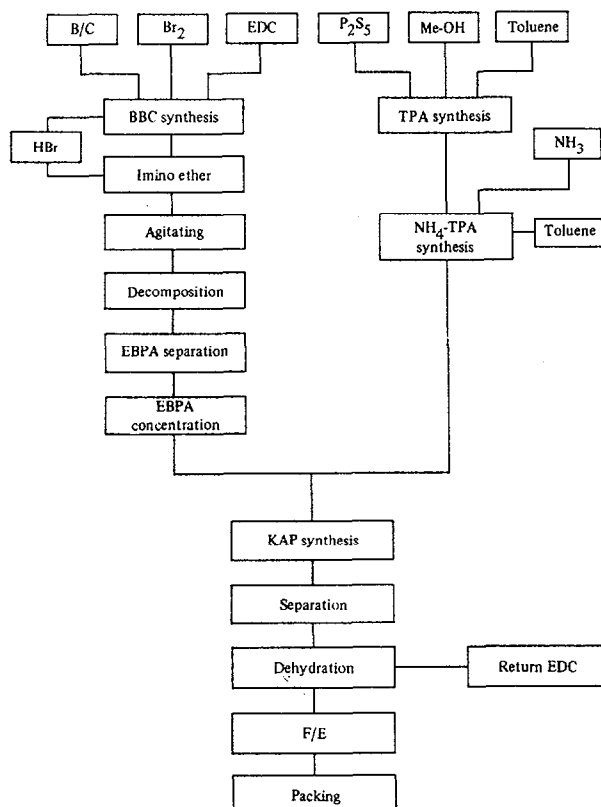 B/C
Br2
EDC
P2S5
Me-OH
Toluene
BBC synthesis
TPA synthesis
HBr
NH3
Imino ether
Agitating
NH4-TPA
synthesis
Toluene
Decomposition
EBPA separation
EBPA
concentration
KAP synthesis
Separation
Dehydration
Return EDC
F/E
Packing